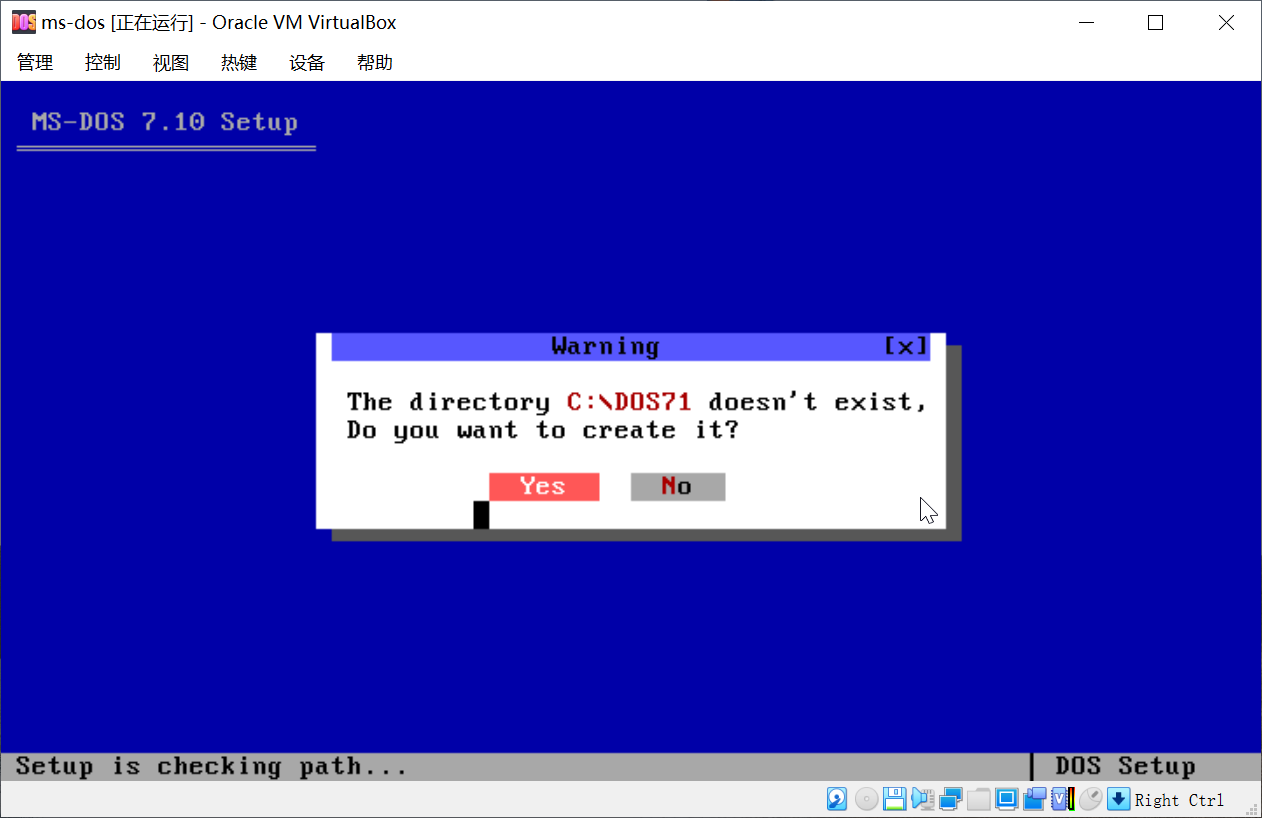 DOS ms-dos [正在运行] - Oracle VM VirtualBox
管理 控制 视图 热键 设备 帮助
MS-DOS 7.10 Setup
Warning [x]
The directory C:\DOS71 doesn't exist,
Do you want to create it?
Yes No
Setup is checking path... DOS Setup
V Right Ctrl